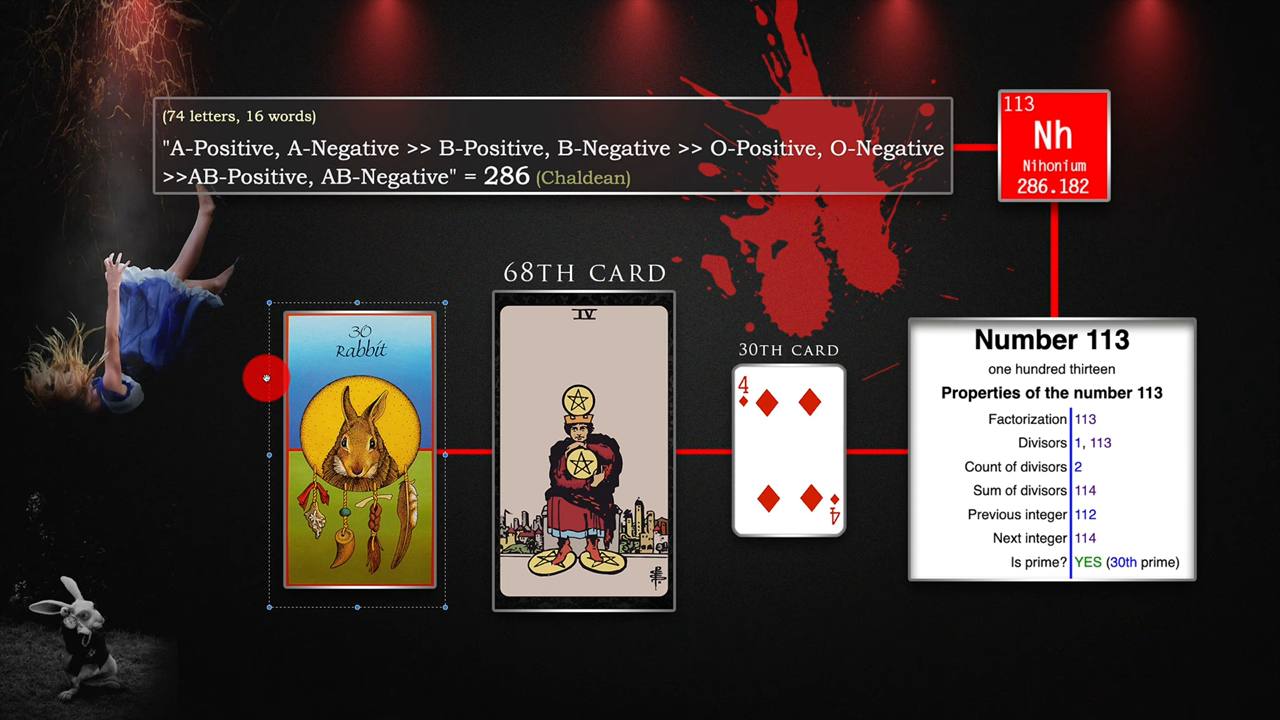 (74 letters, 16 words)
"A-Positive, A-Negative >> B-Positive, B-Negative >> O-Positive, O-Negative
>>AB-Positive, AB-Negative" = 286 (Chaldean)
113
Nh
Nihonium
286.182
68TH CARD
30
Rabbit
IV
30TH CARD
4
4
Number 113
one hundred thirteen
Properties of the number 113
Factorization 113
Divisors 1, 113
Count of divisors 2
Sum of divisors 114
Previous integer 112
Next integer 114
Is prime? YES (30th prime)